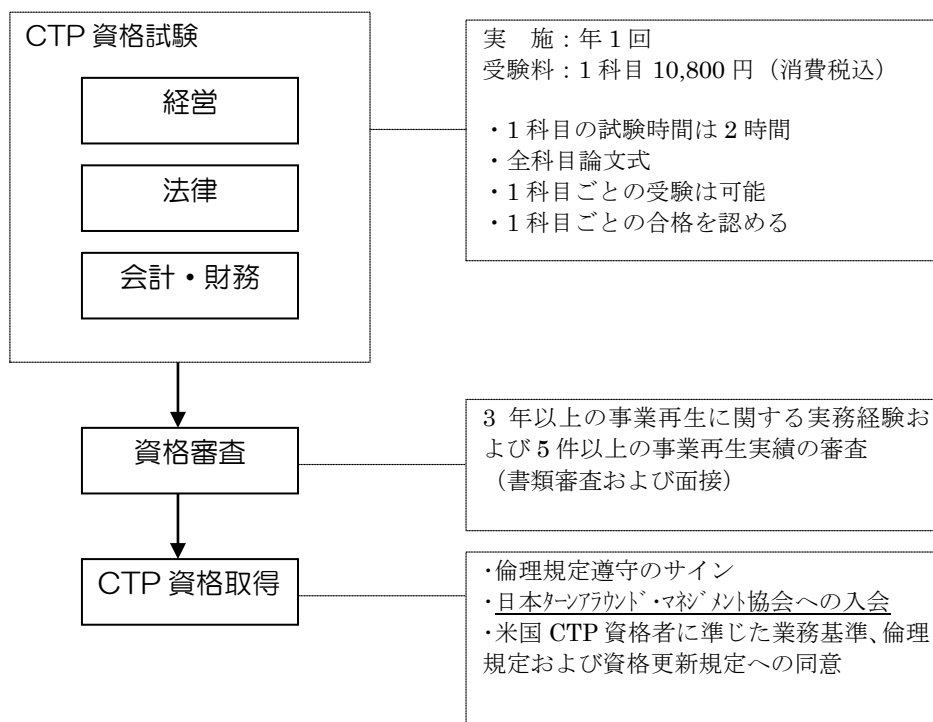 CTP 資格試験
経営
法律
会計・財務
実　施：年 1 回
受験料：1 科目 10,800 円（消費税込）
・1 科目の試験時間は 2 時間
・全科目論文式
・1 科目ごとの受験は可能
・1 科目ごとの合格を認める
資格審査
3 年以上の事業再生に関する実務経験お
よび 5 件以上の事業再生実績の審査
（書類審査および面接）
CTP 資格取得
・倫理規定遵守のサイン
・日本ﾀｰﾝｱﾗｳﾝﾄﾞ・ﾏﾈｼﾞﾒﾝﾄ協会への入会
・米国 CTP 資格者に準じた業務基準、倫理
規定および資格更新規定への同意